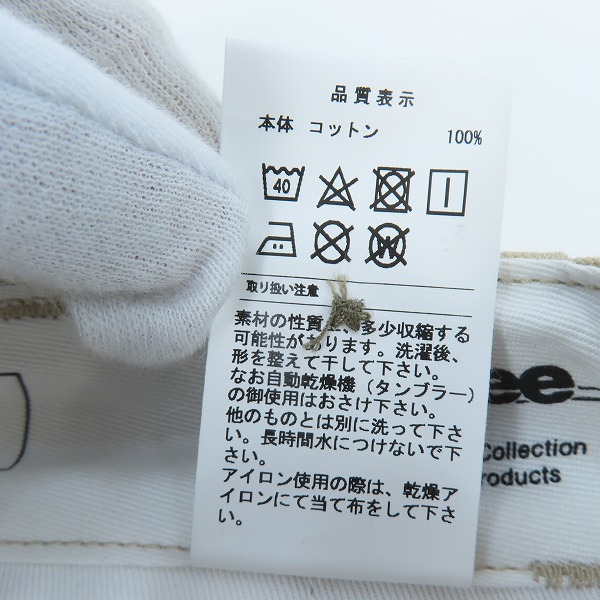 品質表示
本体 コットン 100%
40
W
取り扱い注意
素材の性質上、多少収縮する
可能性があります。洗濯後、
形を整えて干して下さい。
なお自動乾燥機（タンブラー）
の御使用はおさけ下さい。
他のものとは別に洗って下さ
い。長時間水につけないで下
さい。
アイロン使用の際は、乾燥ア
イロンにて当て布をして下さ
い。
ee
Collection
roducts